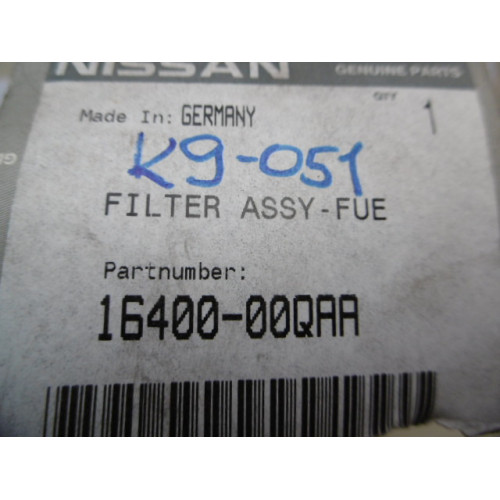 NISSAN GENUINE PARTS
QTY
Made In: GERMANY 1
K9-051
FILTER ASSY-FUE
Partnumber:
16400-00QAA